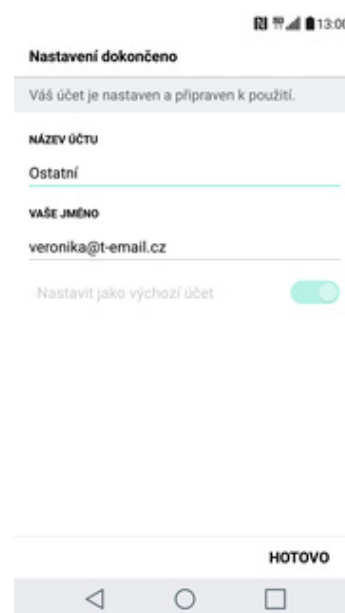 13:00
Nastavení dokončeno
Váš účet je nastaven a připraven k použití.
NÁZEV ÚČTU
Ostatní
VAŠE JMÉNO
veronika@t-email.cz
Nastavit jako výchozí účet
HOTOVO